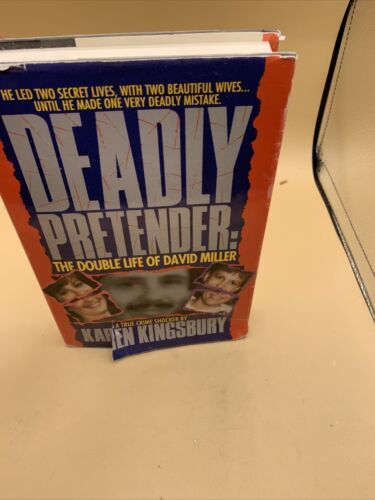 HE LED TWO SECRET LIVES, WITH TWO BEAUTIFUL WIVES...
UNTIL HE MADE ONE VERY DEADLY MISTAKE.
DEADLY
PRETENDER:
THE DOUBLE LIFE OF DAVID MILLER
A TRUE CRIME SHOCKER BY
KAREN KINGSBURY